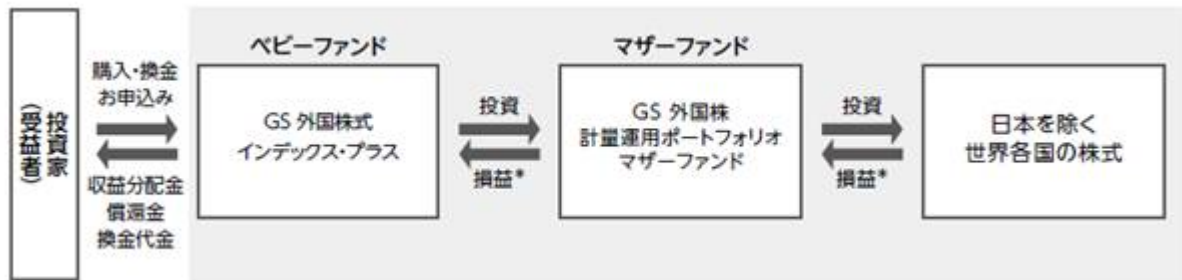 投資家
(受益者)
購入・換金
お申込み
収益分配金
償還金
換金代金
ベビーファンド
GS 外国株式
インデックス・プラス
投資
損益*
マザーファンド
GS 外国株
計量運用ポートフォリオ
マザーファンド
投資
損益*
日本を除く
世界各国の株式